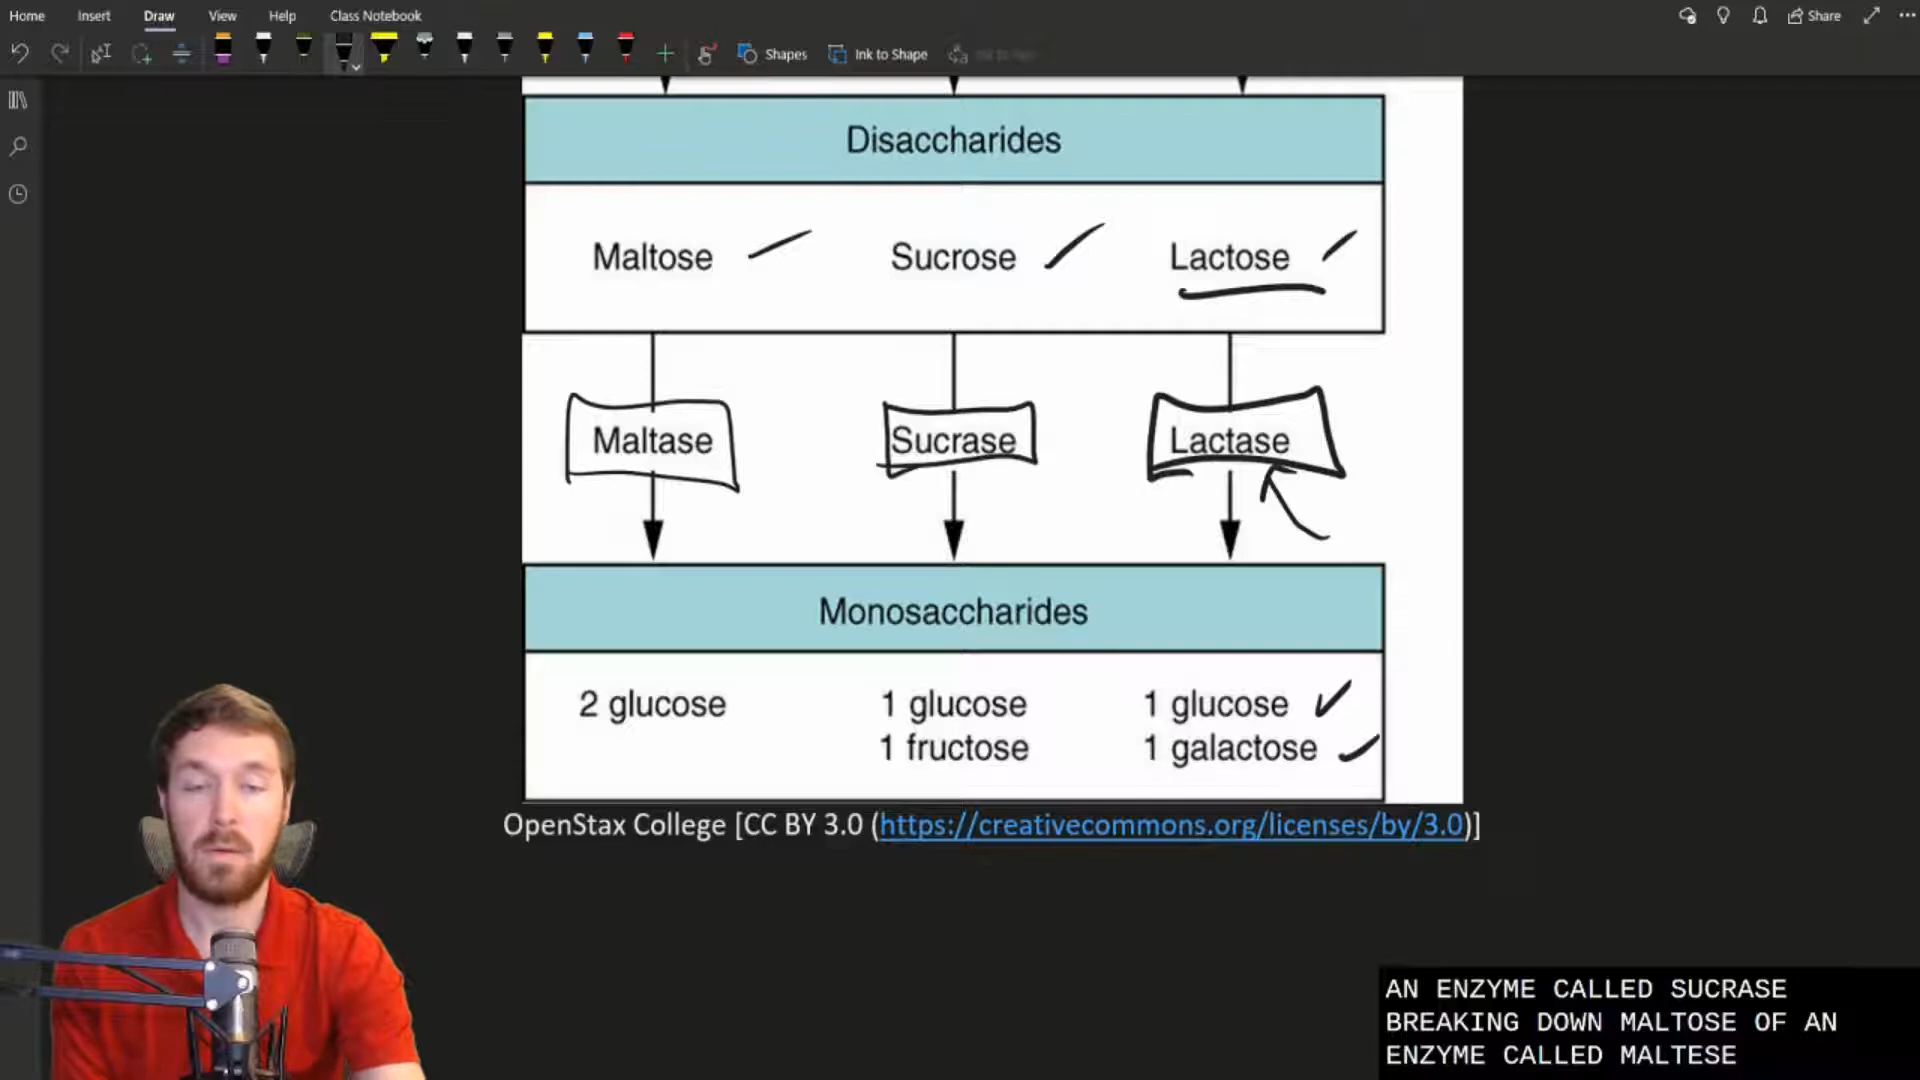 Home Insert Draw View Help Class Notebook Share
Shapes Ink to Shape
Disaccharides
Maltose Sucrose Lactose
Maltase Sucrase Lactase
Monosaccharides
2 glucose 1 glucose 1 glucose
1 fructose 1 galactose
OpenStax College [CC BY 3.0 (https://creativecommons.org/licenses/by/3.0)]
AN ENZYME CALLED SUCRASE
BREAKING DOWN MALTOSE OF AN
ENZYME CALLED MALTESE